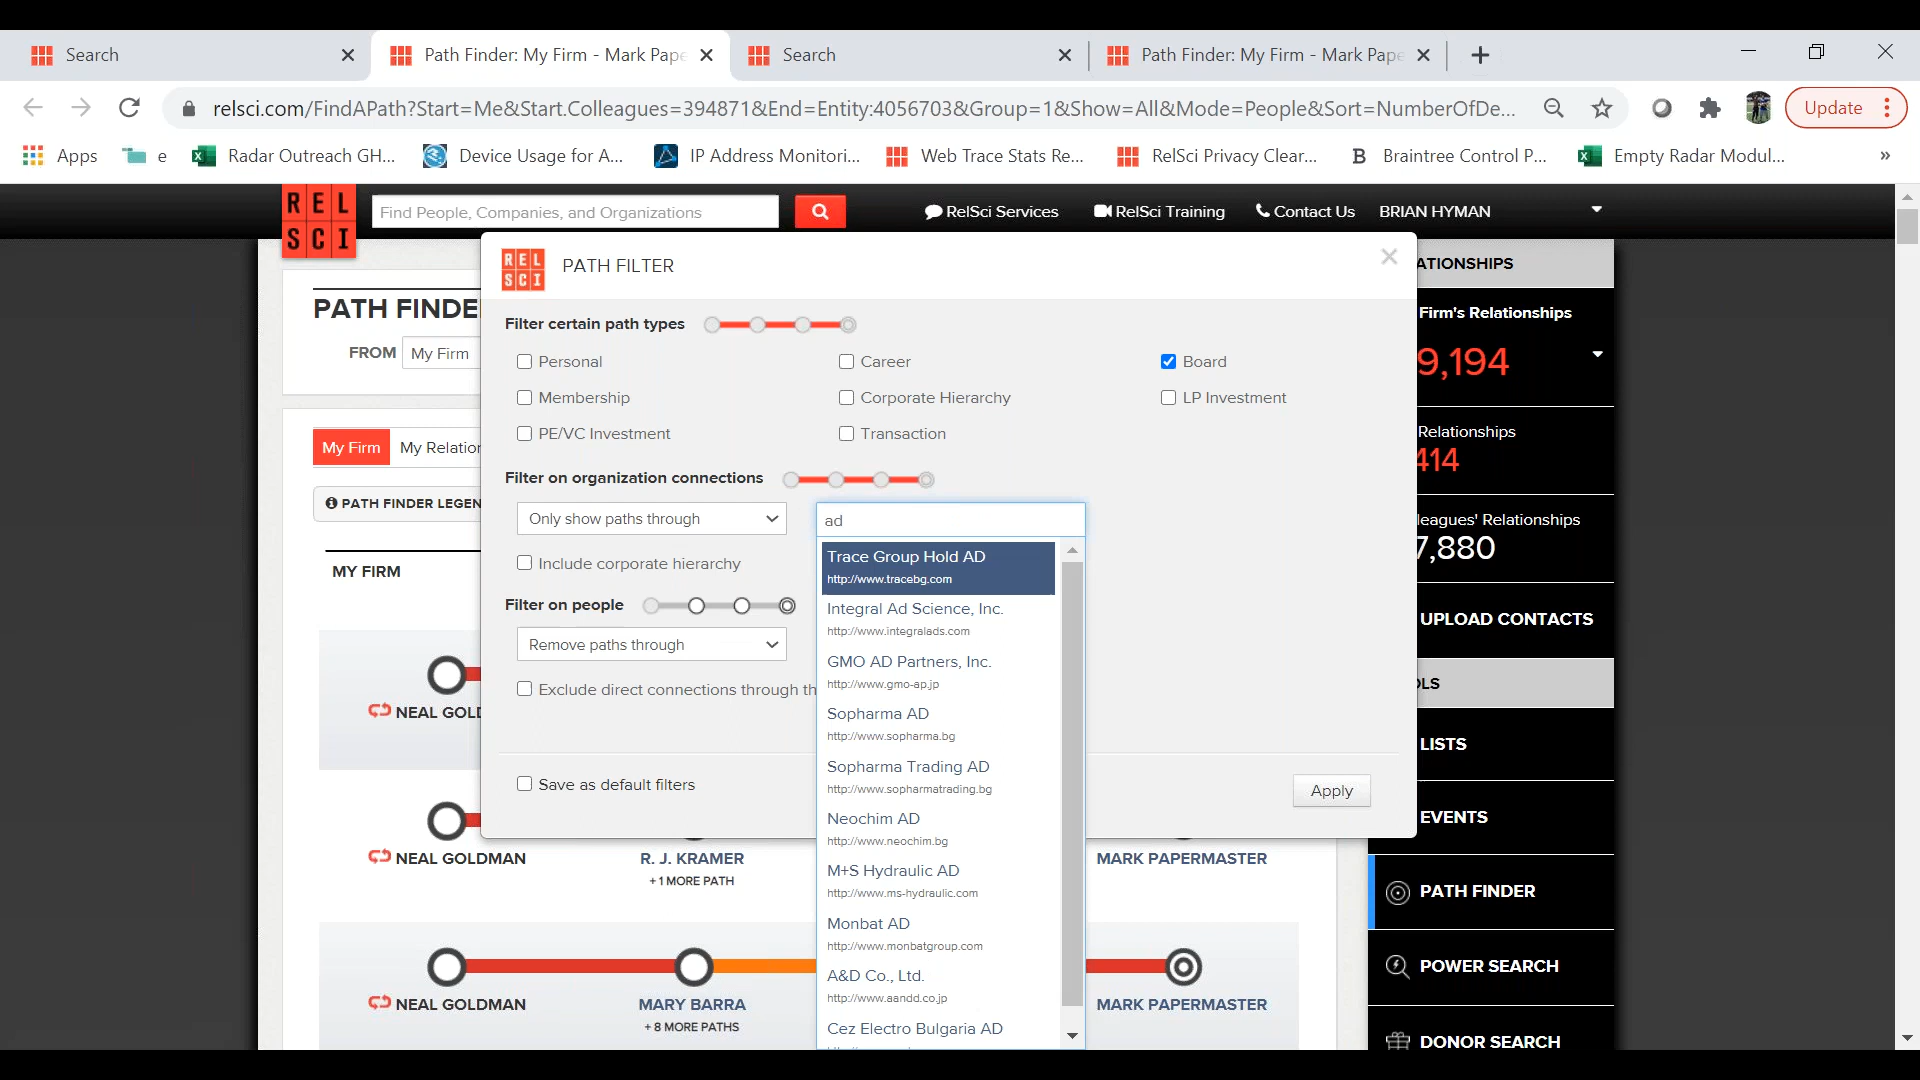 Search
Path Finder: My Firm - Mark Pape
Search
Path Finder: My Firm - Mark Pape
relsci.com/FindAPath?Start=Me&Start.Colleagues=394871&End=Entity:4056703&Group=1&Show=All&Mode=People&Sort=NumberOfDe...
Update
Apps
e
Radar Outreach GH...
Device Usage for A...
IP Address Monitori...
Web Trace Stats Re...
RelSci Privacy Clear...
B Braintree Control P...
Empty Radar Modul...
»
REL
SCI
Find People, Companies, and Organizations
RelSci Services
RelSci Training
Contact Us
BRIAN HYMAN
PATH FINDE
FROM My Firm
My Firm
My Relation
PATH FINDER LEGEN
MY FIRM
REL
SCI
PATH FILTER
Filter certain path types
Personal
Career
Board
Membership
Corporate Hierarchy
LP Investment
PE/VC Investment
Transaction
Filter on organization connections
Only show paths through
ad
Include corporate hierarchy
Filter on people
Remove paths through
Exclude direct connections through th
Save as default filters
Apply
Trace Group Hold AD
http://www.tracebg.com
Integral Ad Science, Inc.
http://www.integralads.com
GMO AD Partners, Inc.
http://www.gmo-ap.jp
Sopharma AD
http://www.sopharma.bg
Sopharma Trading AD
http://www.sopharmatrading.bg
Neochim AD
http://www.neochim.bg
M+S Hydraulic AD
http://www.ms-hydraulic.com
Monbat AD
http://www.monbatgroup.com
A&D Co., Ltd.
http://www.aandd.co.jp
Cez Electro Bulgaria AD
NEAL GOLD
NEAL GOLDMAN
R. J. KRAMER
+ 1 MORE PATH
MARK PAPERMASTER
NEAL GOLDMAN
MARY BARRA
+ 8 MORE PATHS
MARK PAPERMASTER
ATIONSHIPS
Firm's Relationships
9,194
Relationships
414
leagues' Relationships
7,880
UPLOAD CONTACTS
OLS
LISTS
EVENTS
PATH FINDER
POWER SEARCH
DONOR SEARCH